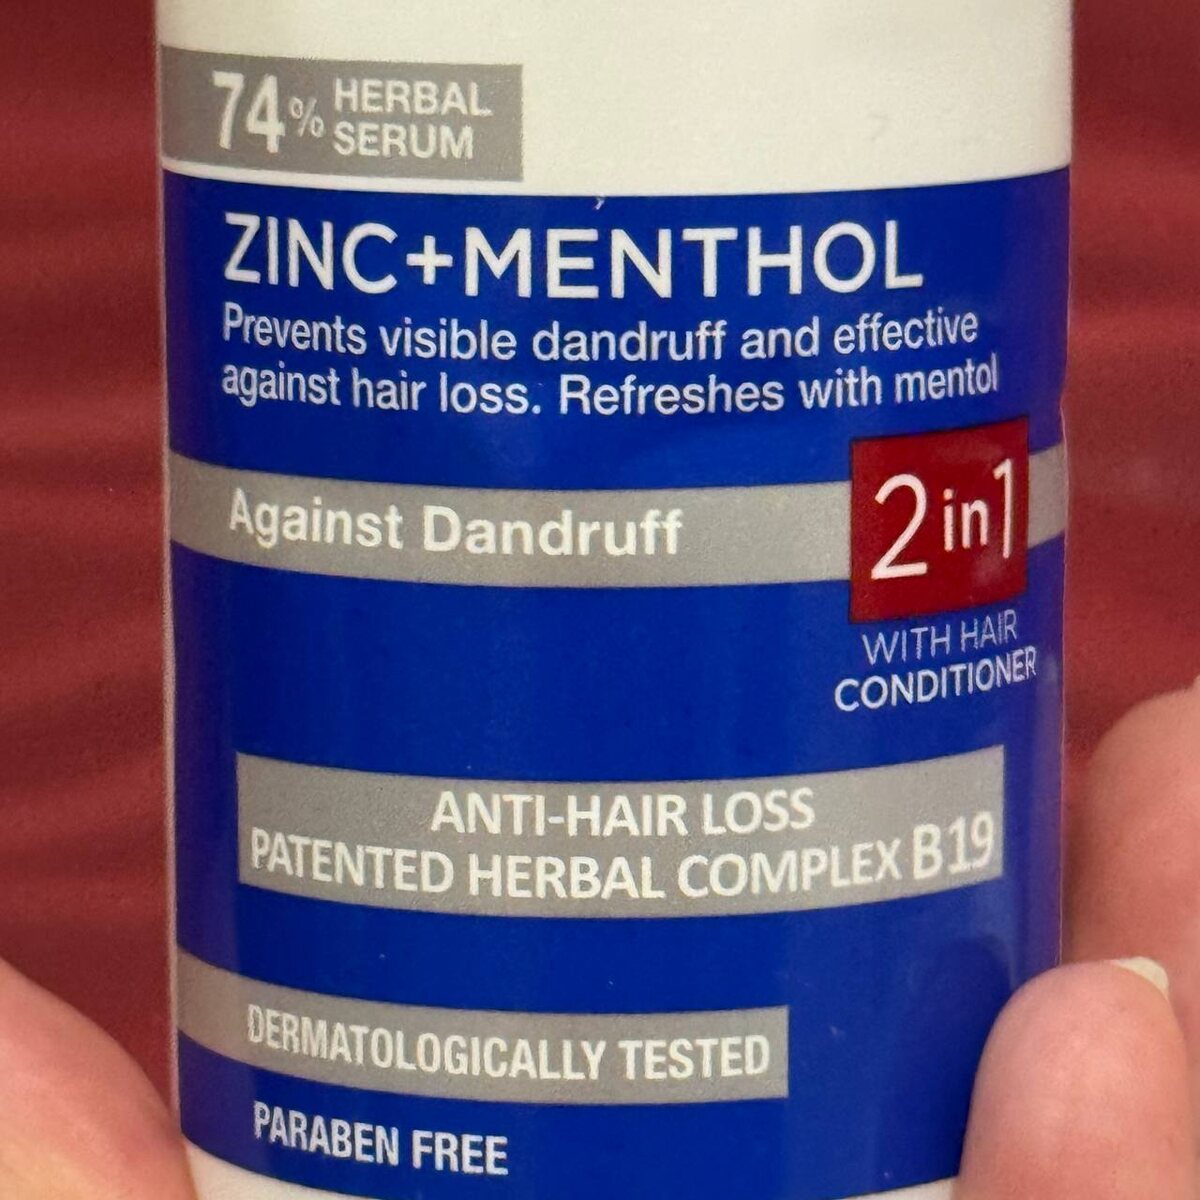 74% HERBAL
SERUM
ZINC+MENTHOL
Prevents visible dandruff and effective
against hair loss. Refreshes with mentol
Against Dandruff
2 in 1
WITH HAIR
CONDITIONER
ANTI-HAIR LOSS
PATENTED HERBAL COMPLEX B19
DERMATOLOGICALLY TESTED
PARABEN FREE